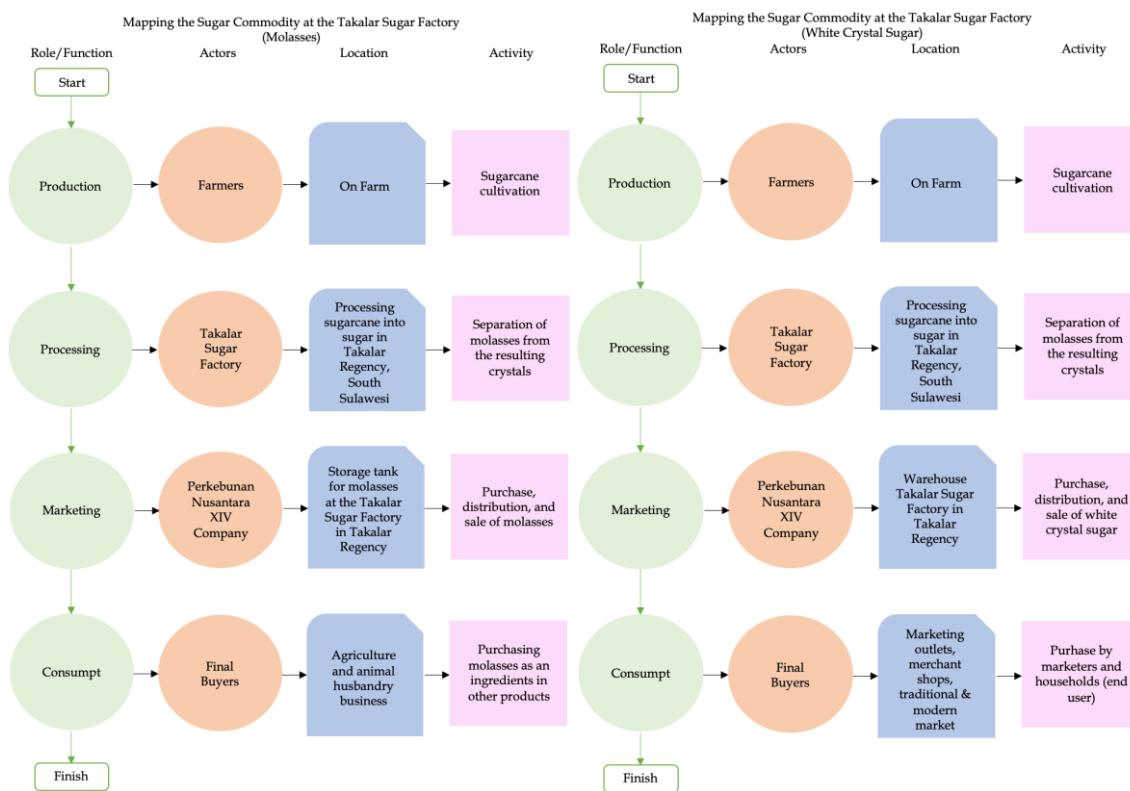 Mapping the Sugar Commodity at the Takalar Sugar Factory
(Molasses)
Role/Function
Actors
Location
Activity
Start
Production
Farmers
On Farm
Sugarcane
cultivation
Processing
Takalar
Sugar
Factory
Processing
sugarcane into
sugar in
Takalar
Regency,
South
Sulawesi
Separation of
molasses from
the resulting
crystals
Marketing
Perkebunan
Nusantara
XIV
Company
Storage tank
for molasses
at the Takalar
Sugar Factory
in Takalar
Regency
Purchase,
distribution, and
sale of molasses
Consumpt
Final
Buyers
Agriculture
and animal
husbandry
business
Purchasing
molasses as an
ingredients in
other products
Finish
Mapping the Sugar Commodity at the Takalar Sugar Factory
(White Crystal Sugar)
Role/Function
Actors
Location
Activity
Start
Production
Farmers
On Farm
Sugarcane
cultivation
Processing
Takalar
Sugar
Factory
Processing
sugarcane into
sugar in
Takalar
Regency,
South
Sulawesi
Separation of
molasses from
the resulting
crystals
Marketing
Perkebunan
Nusantara
XIV
Company
Warehouse
Takalar Sugar
Factory in
Takalar
Regency
Purchase,
distribution, and
sale of white
crystal sugar
Consumpt
Final
Buyers
Marketing
outlets,
merchant
shops,
traditional &
modern
market
Purhase by
marketers and
households (end
user)
Finish